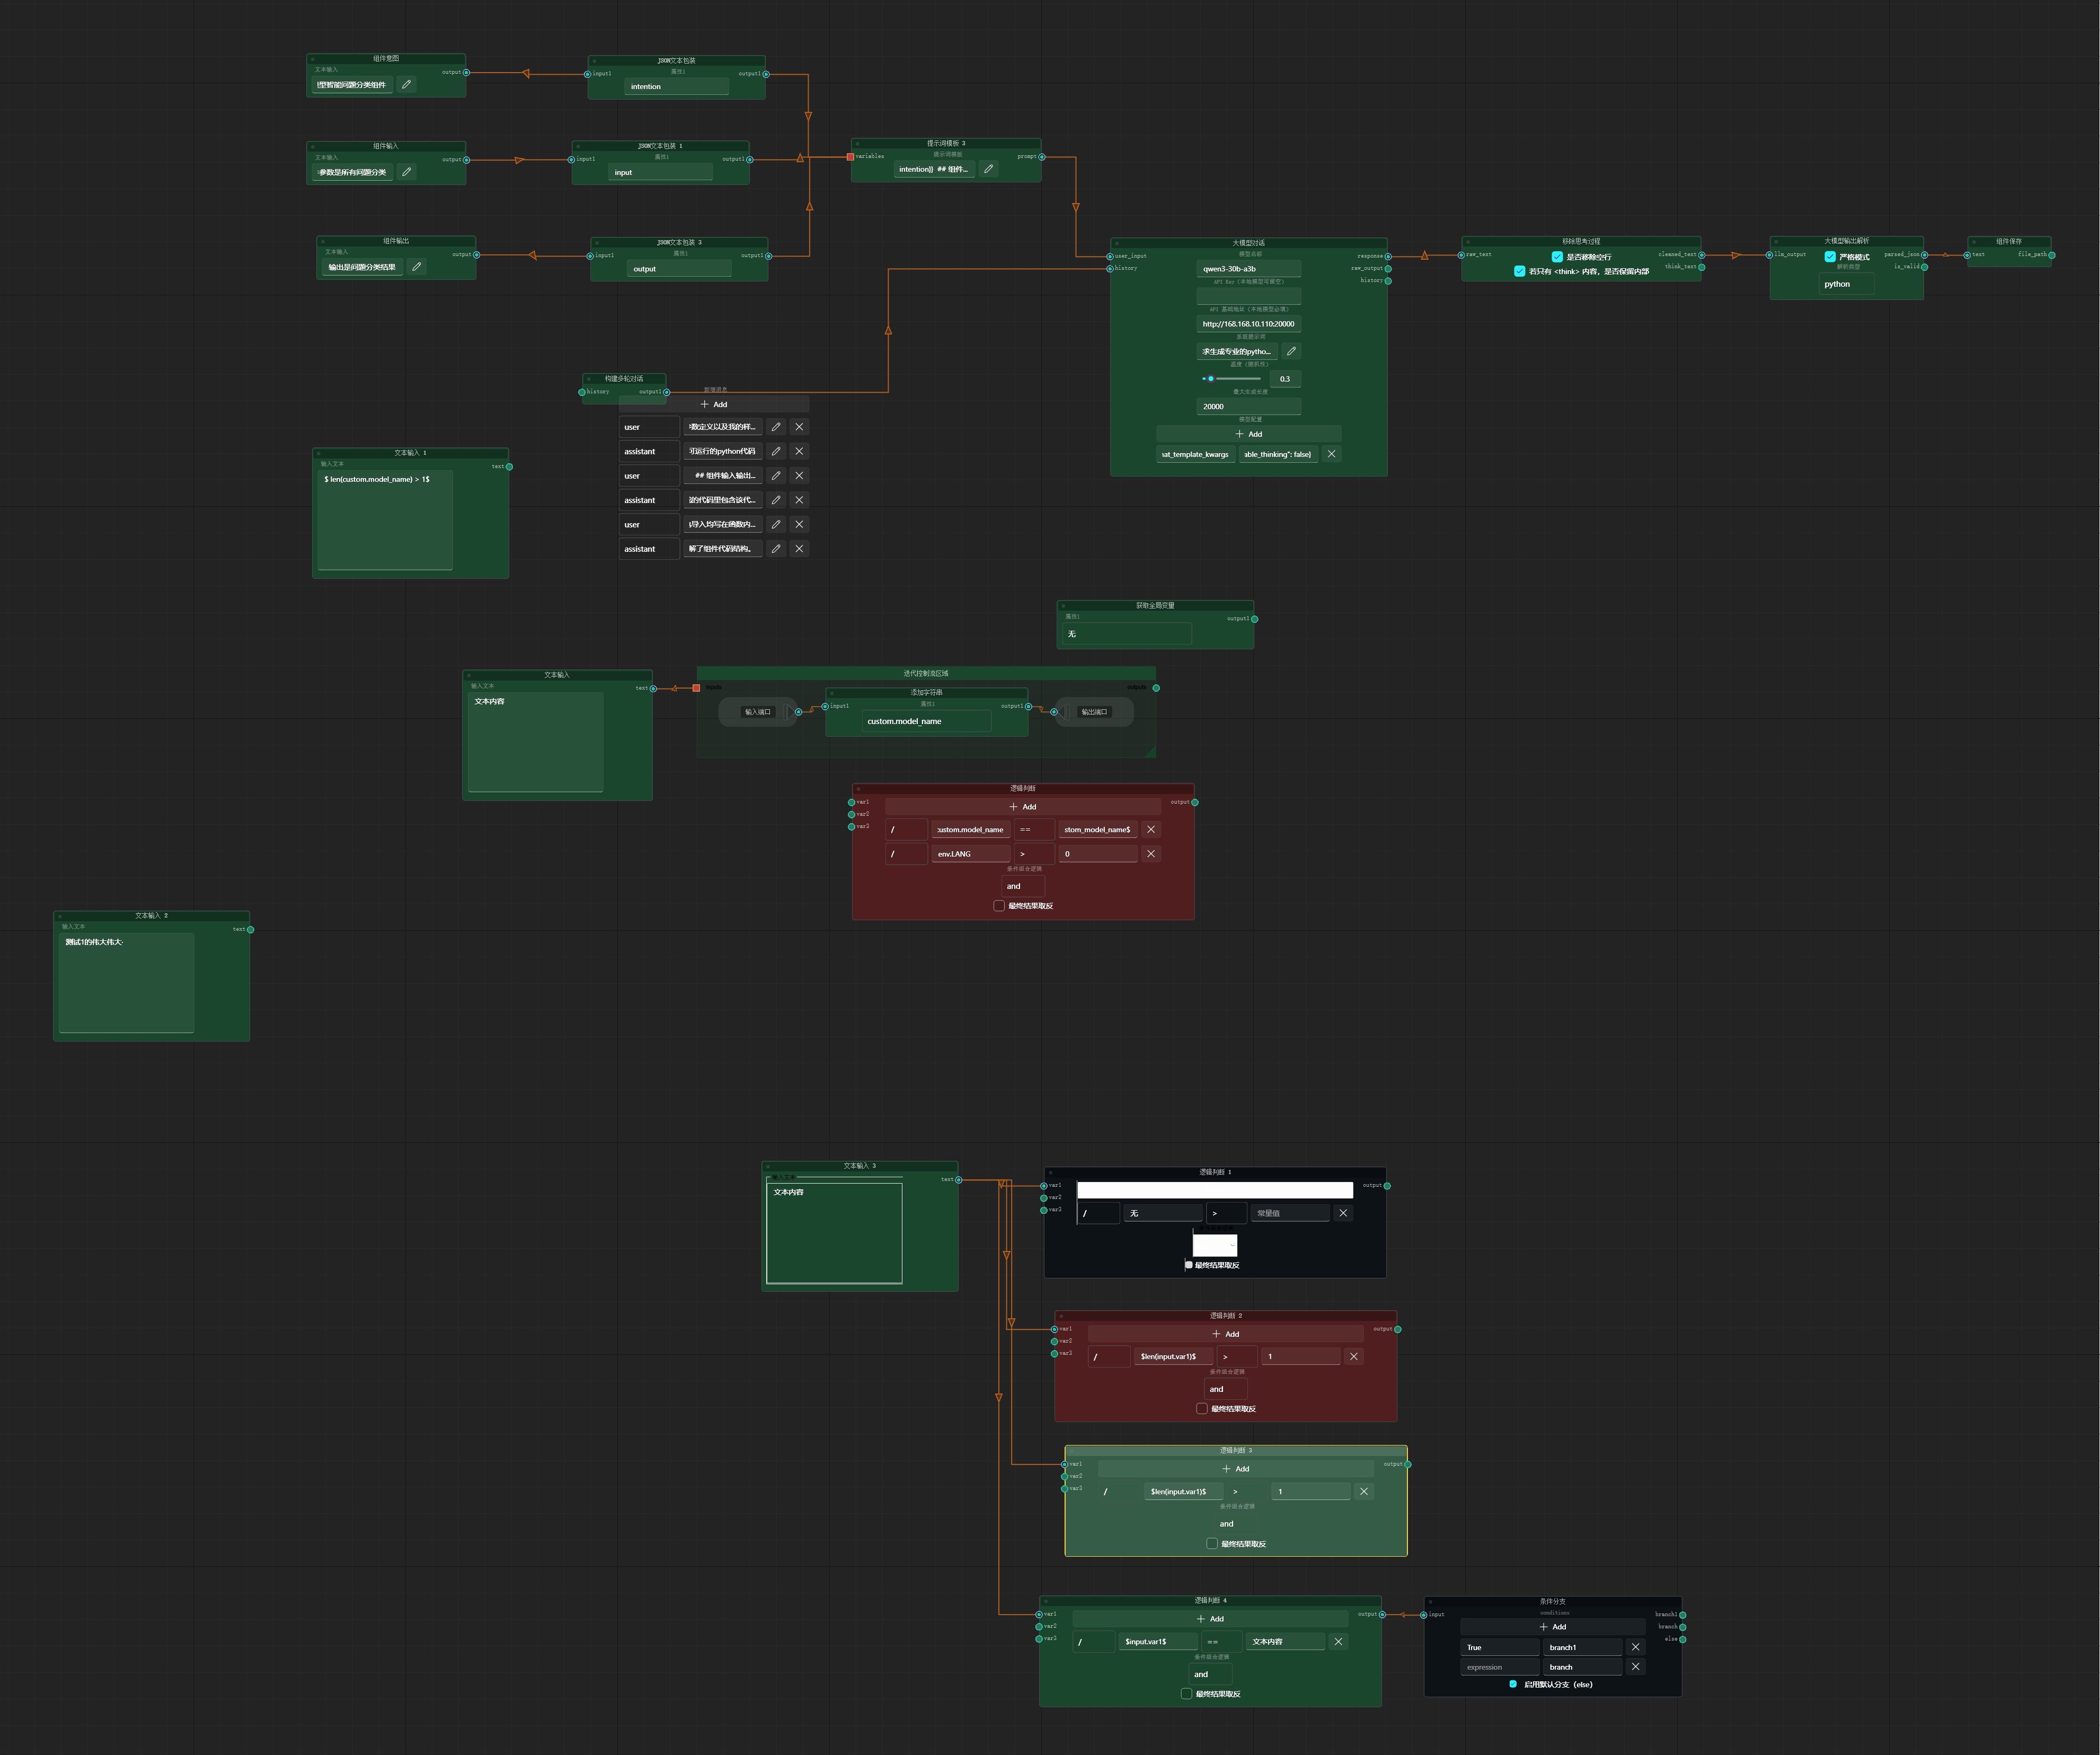 组件意图
文本输入
output
型智能问题分类组件
JSON文本包装
属性1
input1
output1
intention
组件输入
文本输入
output
参数是所有问题分类
JSON文本包装 1
属性1
input1
output1
input
提示词模板 3
提示词模板
variables
prompt
intention}} ## 组件...
组件输出
文本输入
output
输出是问题分类结果
JSON文本包装 3
属性1
input1
output1
output
大模型对话
user_input
response
模型名称
history
raw_output
qwen3-30b-a3b
history
API Key（本地模型可留空）
API 基础地址（本地模型必填）
http://168.168.10.110:20000
系统提示词
求生成专业的pytho...
温度（随机性）
0.3
最大生成长度
20000
模型配置
Add
ıat_template_kwargs
able_thinking": false}
移除思考过程
raw_text
是否移除空行
cleaned_text
若只有 <think> 内容，是否保留内部
think_text
大模型输出解析
llm_output
严格模式
parsed_json
解析类型
is_valid
python
组件保存
text
file_path
构建多轮对话
history
output1
新增消息
Add
user
数定义以及我的样...
assistant
可运行的python代码
user
## 组件输入输出...
assistant
的代码里包含该代...
user
导入均写在函数内...
assistant
解了组件代码结构。
文本输入 1
输入文本
text
$ len(custom.model_name) > 1$
获取全局变量
属性1
output1
无
文本输入
输入文本
text
文本内容
迭代控制流区域
inputs
outputs
输入端口
添加字符串
属性1
input1
output1
custom.model_name
输出端口
逻辑判断
var1
var2
var3
output
Add
/
custom.model_name
==
stom_model_name$
/
env.LANG
>
0
条件组合逻辑
and
最终结果取反
文本输入 2
输入文本
text
测试1的伟大伟大·
文本输入 3
输入文本
text
文本内容
逻辑判断 1
var1
var2
var3
output
/
无
>
常量值
最终结果取反
逻辑判断 2
var1
var2
var3
output
Add
/
$len(input.var1)$
>
1
条件组合逻辑
and
最终结果取反
逻辑判断 3
var1
var2
var3
output
Add
/
$len(input.var1)$
>
1
条件组合逻辑
and
最终结果取反
逻辑判断 4
var1
var2
var3
output
Add
/
$input.var1$
==
文本内容
条件组合逻辑
and
最终结果取反
条件分支
conditions
input
branch1
branch
else
Add
True
branch1
expression
branch
启用默认分支（else）